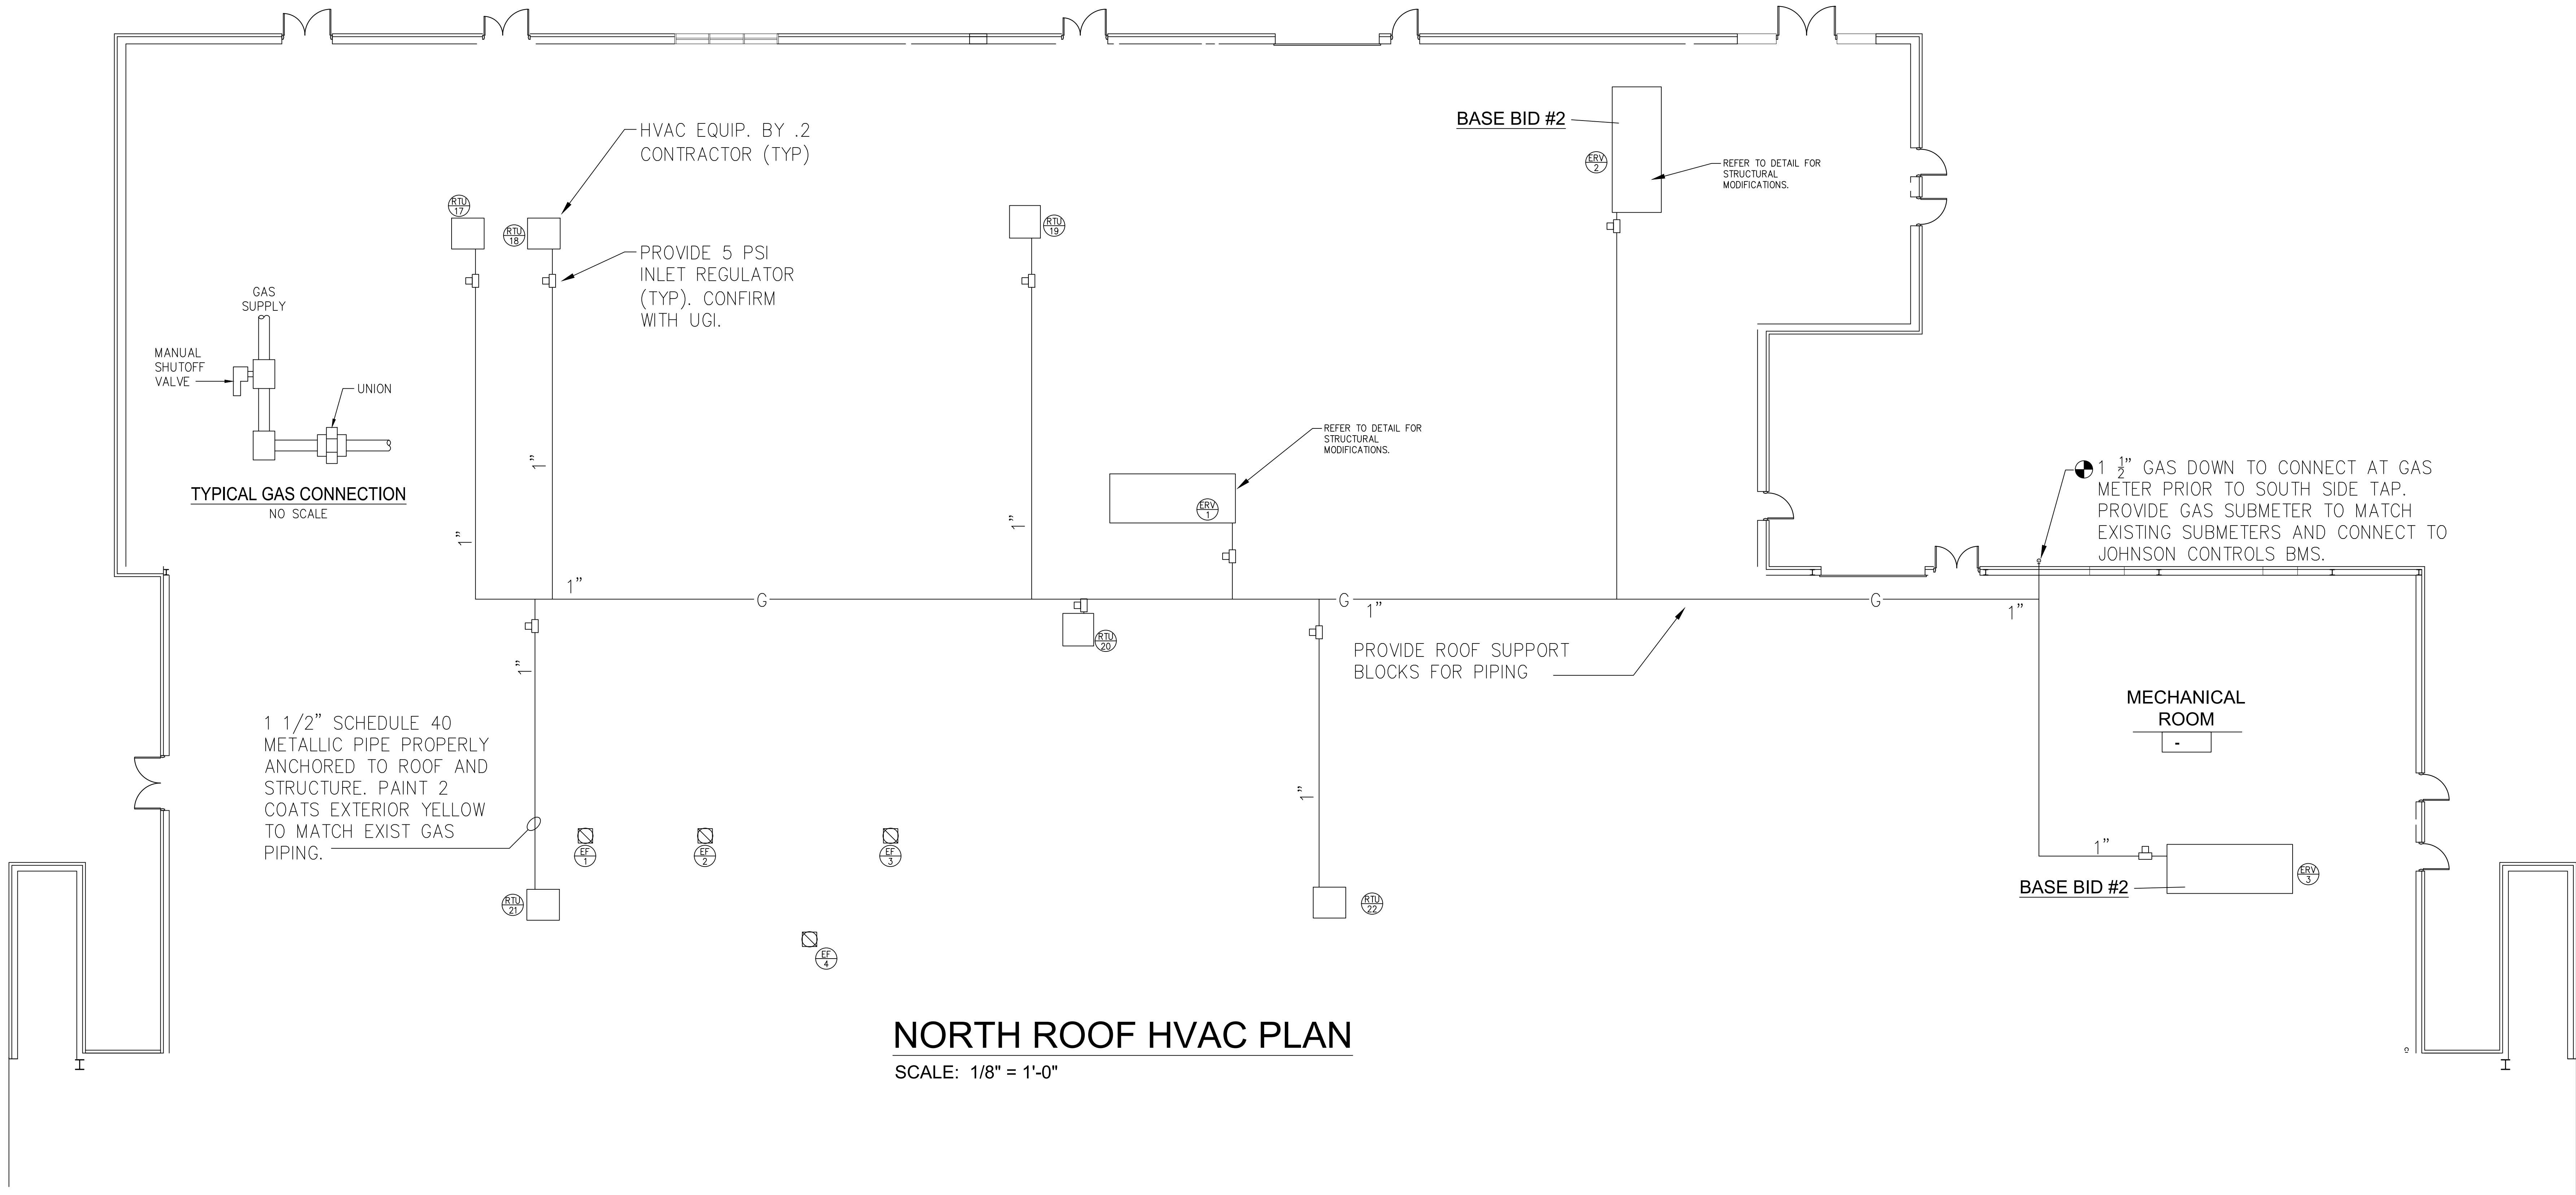 HVAC EQUIP. BY .2
CONTRACTOR (TYP)
BASE BID #2
ERV
2
REFER TO DETAIL FOR
STRUCTURAL
MODIFICATIONS.
RTU
17
RTU
18
RTU
19
PROVIDE 5 PSI
INLET REGULATOR
(TYP). CONFIRM
WITH UGI.
GAS
SUPPLY
MANUAL
SHUTOFF
VALVE
UNION
TYPICAL GAS CONNECTION
NO SCALE
1"
1"
1"
REFER TO DETAIL FOR
STRUCTURAL
MODIFICATIONS.
ERV
1
1 1/2" GAS DOWN TO CONNECT AT GAS
METER PRIOR TO SOUTH SIDE TAP.
PROVIDE GAS SUBMETER TO MATCH
EXISTING SUBMETERS AND CONNECT TO
JOHNSON CONTROLS BMS.
1"
G
G
1"
G
1"
RTU
20
1"
PROVIDE ROOF SUPPORT
BLOCKS FOR PIPING
MECHANICAL
ROOM
1 1/2" SCHEDULE 40
METALLIC PIPE PROPERLY
ANCHORED TO ROOF AND
STRUCTURE. PAINT 2
COATS EXTERIOR YELLOW
TO MATCH EXIST GAS
PIPING.
1"
EF
1
EF
2
EF
3
1"
ERV
3
BASE BID #2
RTU
21
RTU
22
EF
4
NORTH ROOF HVAC PLAN
SCALE: 1/8" = 1'-0"